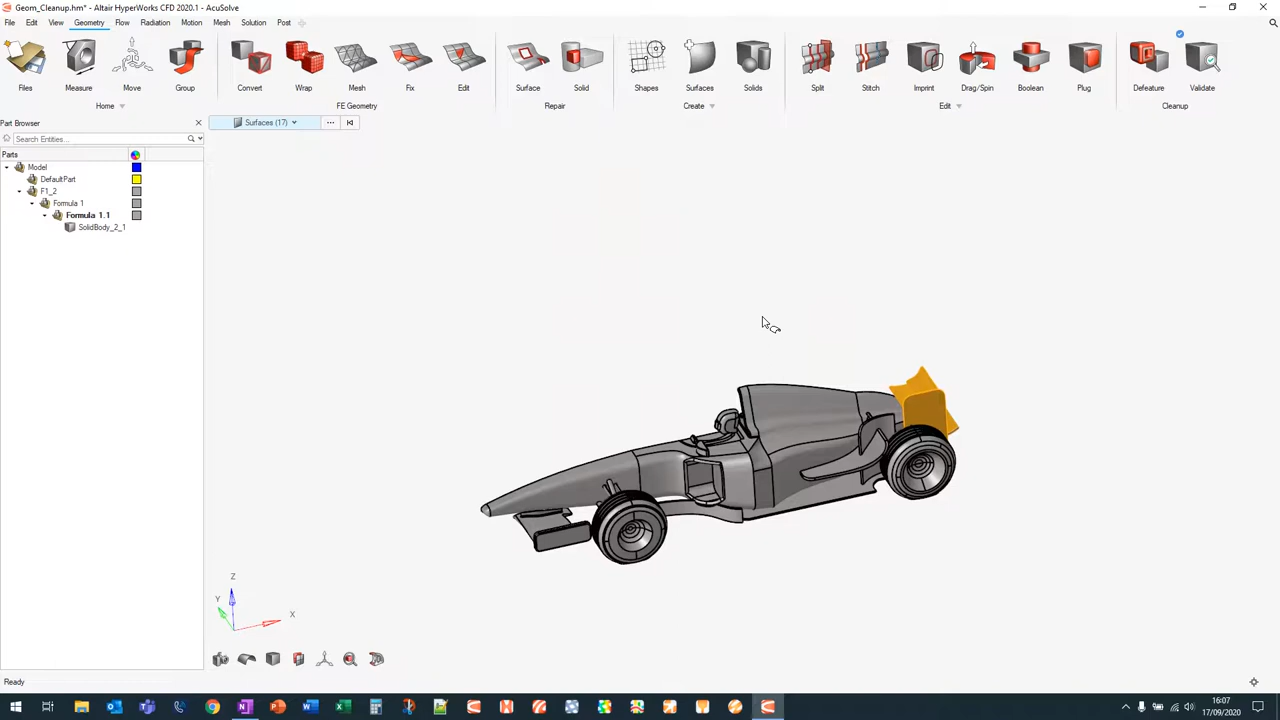 Geom_Cleanup.hm* - Altair HyperWorks CFD 2020.1 - AcuSolve
File Edit View Geometry Flow Radiation Motion Mesh Solution Post
Files Measure Move Group Convert Wrap Mesh Fix Edit Surface Solid Shapes Surfaces Solids Split Stitch Imprint Drag/Spin Boolean Plug Defeature Validate
Home FE Geometry Repair Create Edit Cleanup
Part Browser
Surfaces (17)
Search Entities...
Parts
Model
DefaultPart
F1_2
Formula 1
Formula 1.1
SolidBody_2_1
Z
Y
X
Ready
16:07
17/09/2020